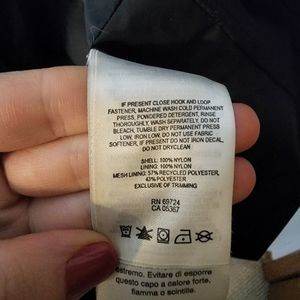 IF PRESENT CLOSE HOOK AND LOOP
FASTENER, MACHINE WASH COLD PERMANENT
PRESS, POWDERED DETERGENT, RINSE
THOROUGHLY, WASH SEPARATELY, DO NOT
BLEACH, TUMBLE DRY PERMANENT PRESS
LOW, IRON LOW, DO NOT USE FABRIC
SOFTENER, IF PRESENT DO NOT IRON DECAL,
DO NOT DRY CLEAN
SHELL: 100% NYLON
LINING: 100% NYLON
MESH LINING: 57% RECYCLED POLYESTER,
43% POLYESTER
EXCLUSIVE OF TRIMMING
RN 69724
CA 05367
estremo. Evitare di esporre
questo capo a calore forte,
fiamma o scintille.